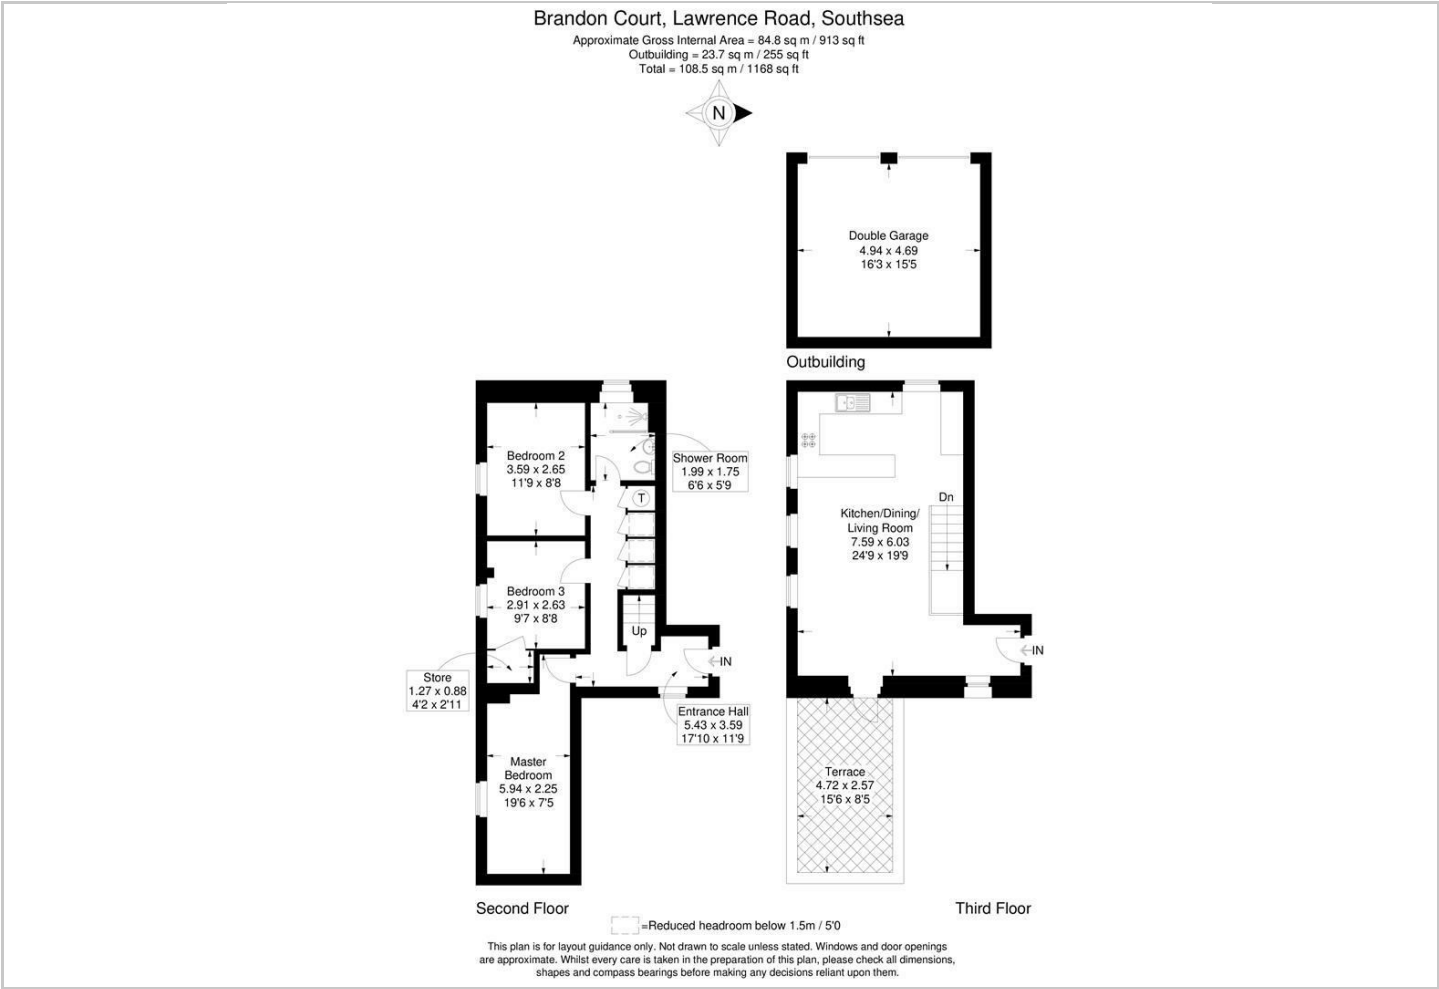 Brandon Court, Lawrence Road, Southsea
Approximate Gross Internal Area = 84.8 sq m / 913 sq ft
Outbuilding = 23.7 sq m / 255 sq ft
Total = 108.5 sq m / 1168 sq ft
N
Double Garage
4.94 x 4.69
16'3 x 15'5
Outbuilding
Bedroom 2
3.59 x 2.65
11'9 x 8'8
Shower Room
1.99 x 1.75
6'6 x 5'9
T
Bedroom 3
2.91 x 2.63
9'7 x 8'8
Up
IN
Store
1.27 x 0.88
4'2 x 2'11
Entrance Hall
5.43 x 3.59
17'10 x 11'9
Master
Bedroom
5.94 x 2.25
19'6 x 7'5
Second Floor
Dn
Kitchen/Dining/
Living Room
7.59 x 6.03
24'9 x 19'9
IN
Terrace
4.72 x 2.57
15'6 x 8'5
Third Floor
=Reduced headroom below 1.5m / 5'0
This plan is for layout guidance only. Not drawn to scale unless stated. Windows and door openings
are approximate. Whilst every care is taken in the preparation of this plan, please check all dimensions,
shapes and compass bearings before making any decisions reliant upon them.